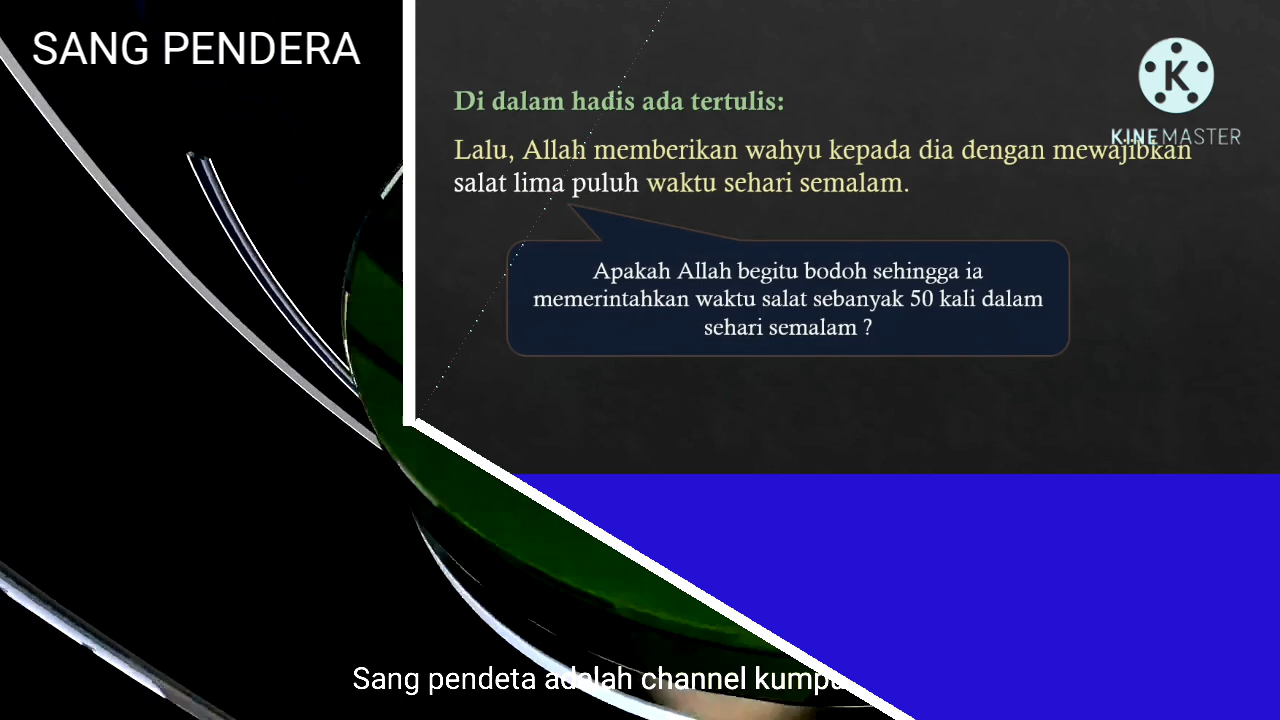 SANG PENDERA
Di dalam hadis ada tertulis:
KINEMASTER
Lalu, Allah memberikan wahyu kepada dia dengan mewajibkan
salat lima puluh waktu sehari semalam.
Apakah Allah begitu bodoh sehingga ia
memerintahkan waktu salat sebanyak 50 kali dalam
sehari semalam ?
Sang pendeta adalah channel